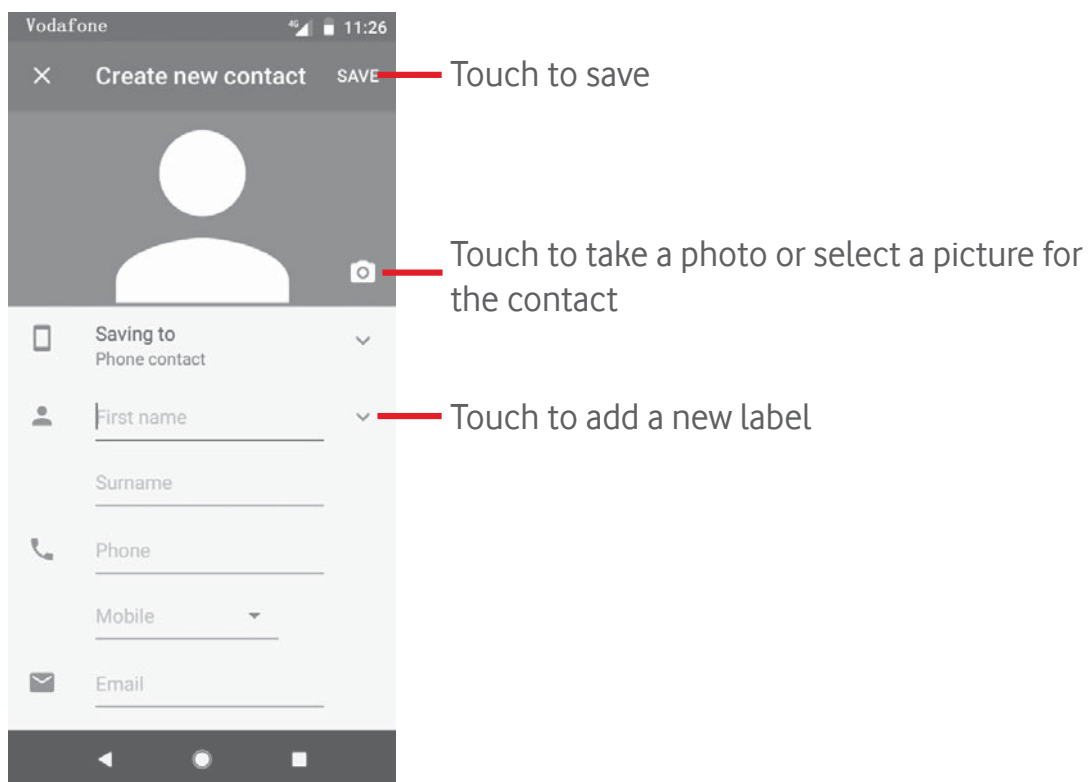 Vodafone 4G 11:26
Create new contact SAVE
Touch to save
Touch to take a photo or select a picture for
the contact
Saving to
Phone contact
First name
Touch to add a new label
Surname
Phone
Mobile
Email